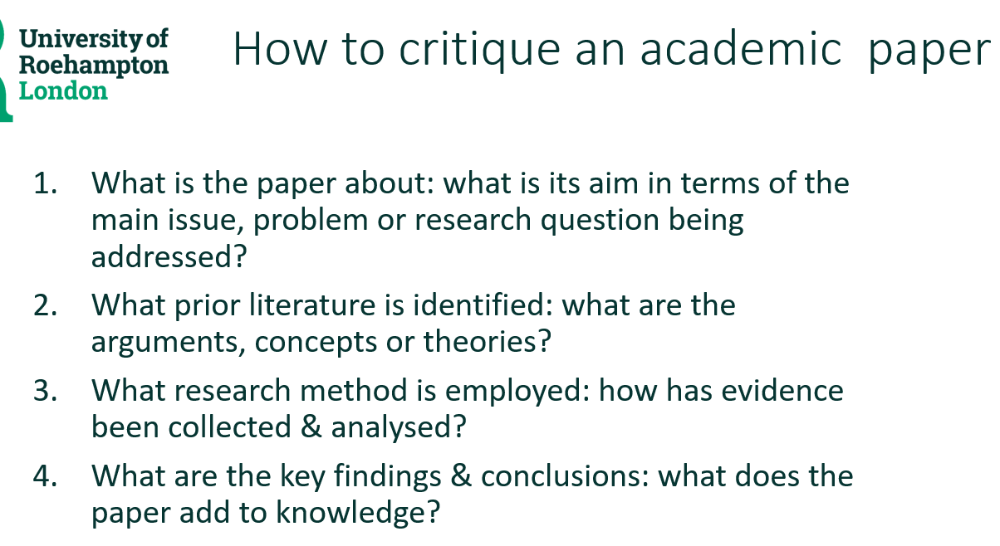 University of
Roehampton
London
How to critique an academic paper
1. What is the paper about: what is its aim in terms of the
main issue, problem or research question being
addressed?
2. What prior literature is identified: what are the
arguments, concepts or theories?
3. What research method is employed: how has evidence
been collected & analysed?
4. What are the key findings & conclusions: what does the
paper add to knowledge?